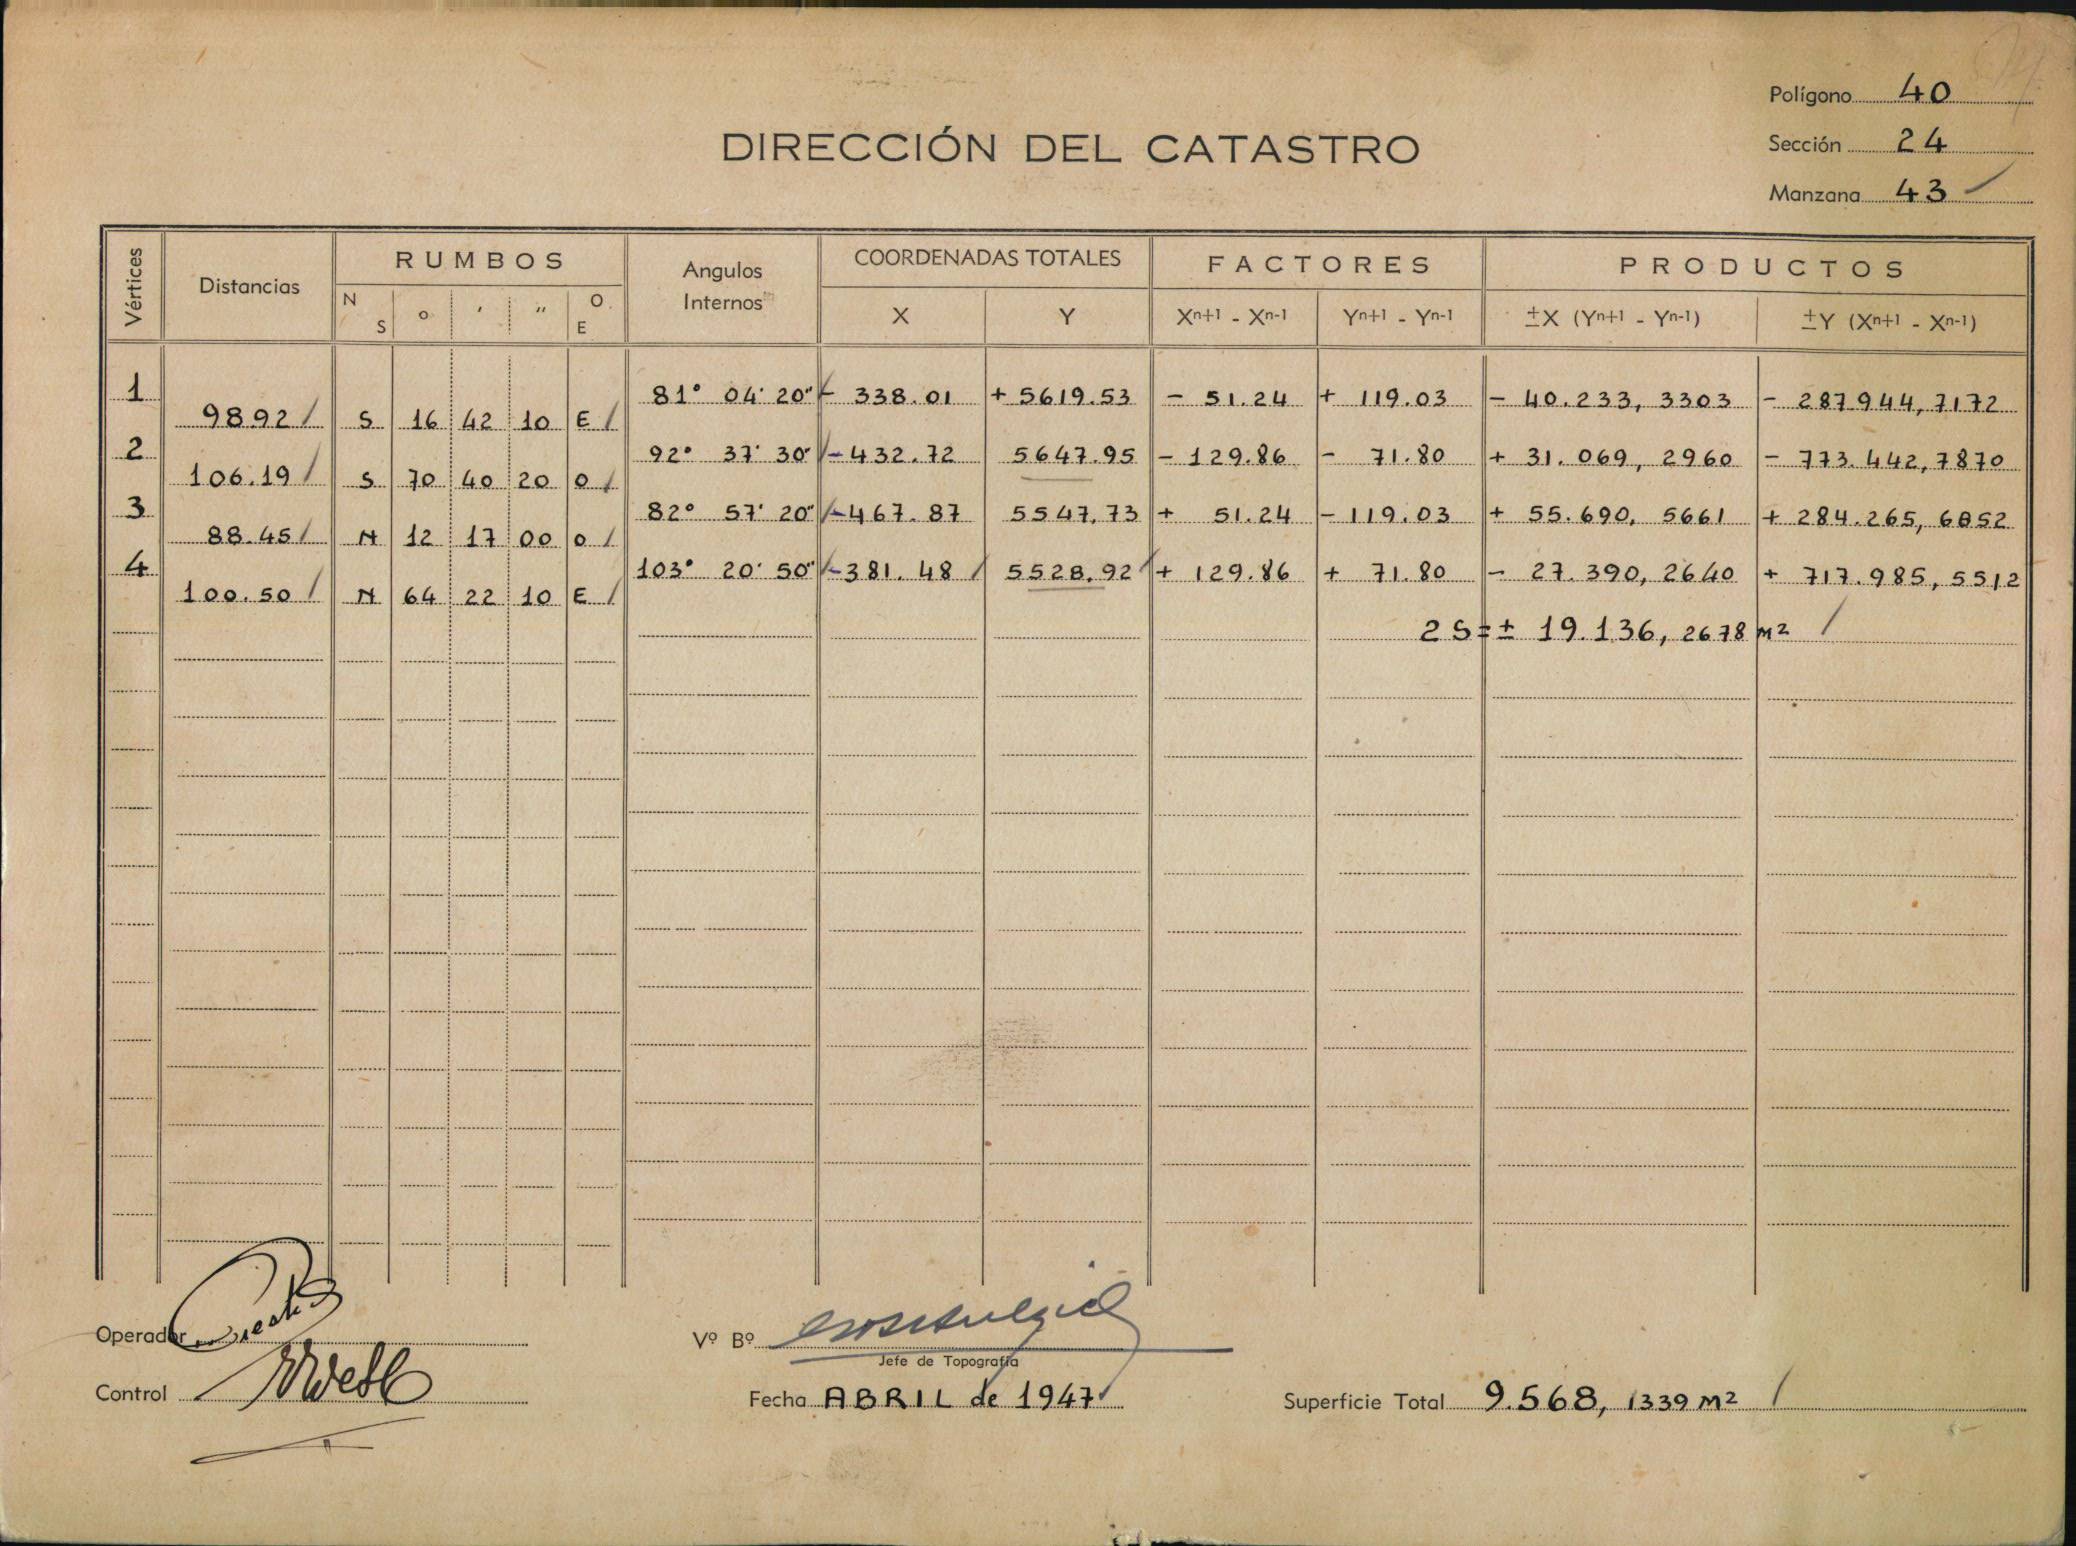 Polígono 40
DIRECCIÓN DEL CATASTRO
Sección 24
Manzana 43
Vértices Distancias RUMBOS Angulos Internos COORDENADAS TOTALES FACTORES PRODUCTOS
N S o ′ ″ O. E X Y Xn+1 - Xn-1 Yn+1 - Yn-1 ±X (Yn+1 - Yn-1) ±Y (Xn+1 - Xn-1)
1 81° 04' 20" - 338.01 + 5619.53 - 51.24 + 119.03 - 40.233, 3303 - 287944,7172
9892 S 16 42 10 E
2 92° 37' 30" -432.72 5647.95 - 129.86 - 71.80 + 31.069, 2960 - 773.442,7870
106.19 S 70 40 20 O
3 82° 57' 20" -467.87 5547.73 + 51.24 - 119.03 + 55.690, 5661 + 284.265, 6852
88.45 N 12 17 00 O
4 103° 20' 50" -381.48 5528.92 + 129.86 + 71.80 - 27.390, 2640 + 717.985, 5512
100.50 N 64 22 10 E
2 S = ± 19.136, 2678 m²
Operador
Vº Bº
Jefe de Topografía
Control
Fecha ABRIL de 1947
Superficie Total 9.568, 1339 m²